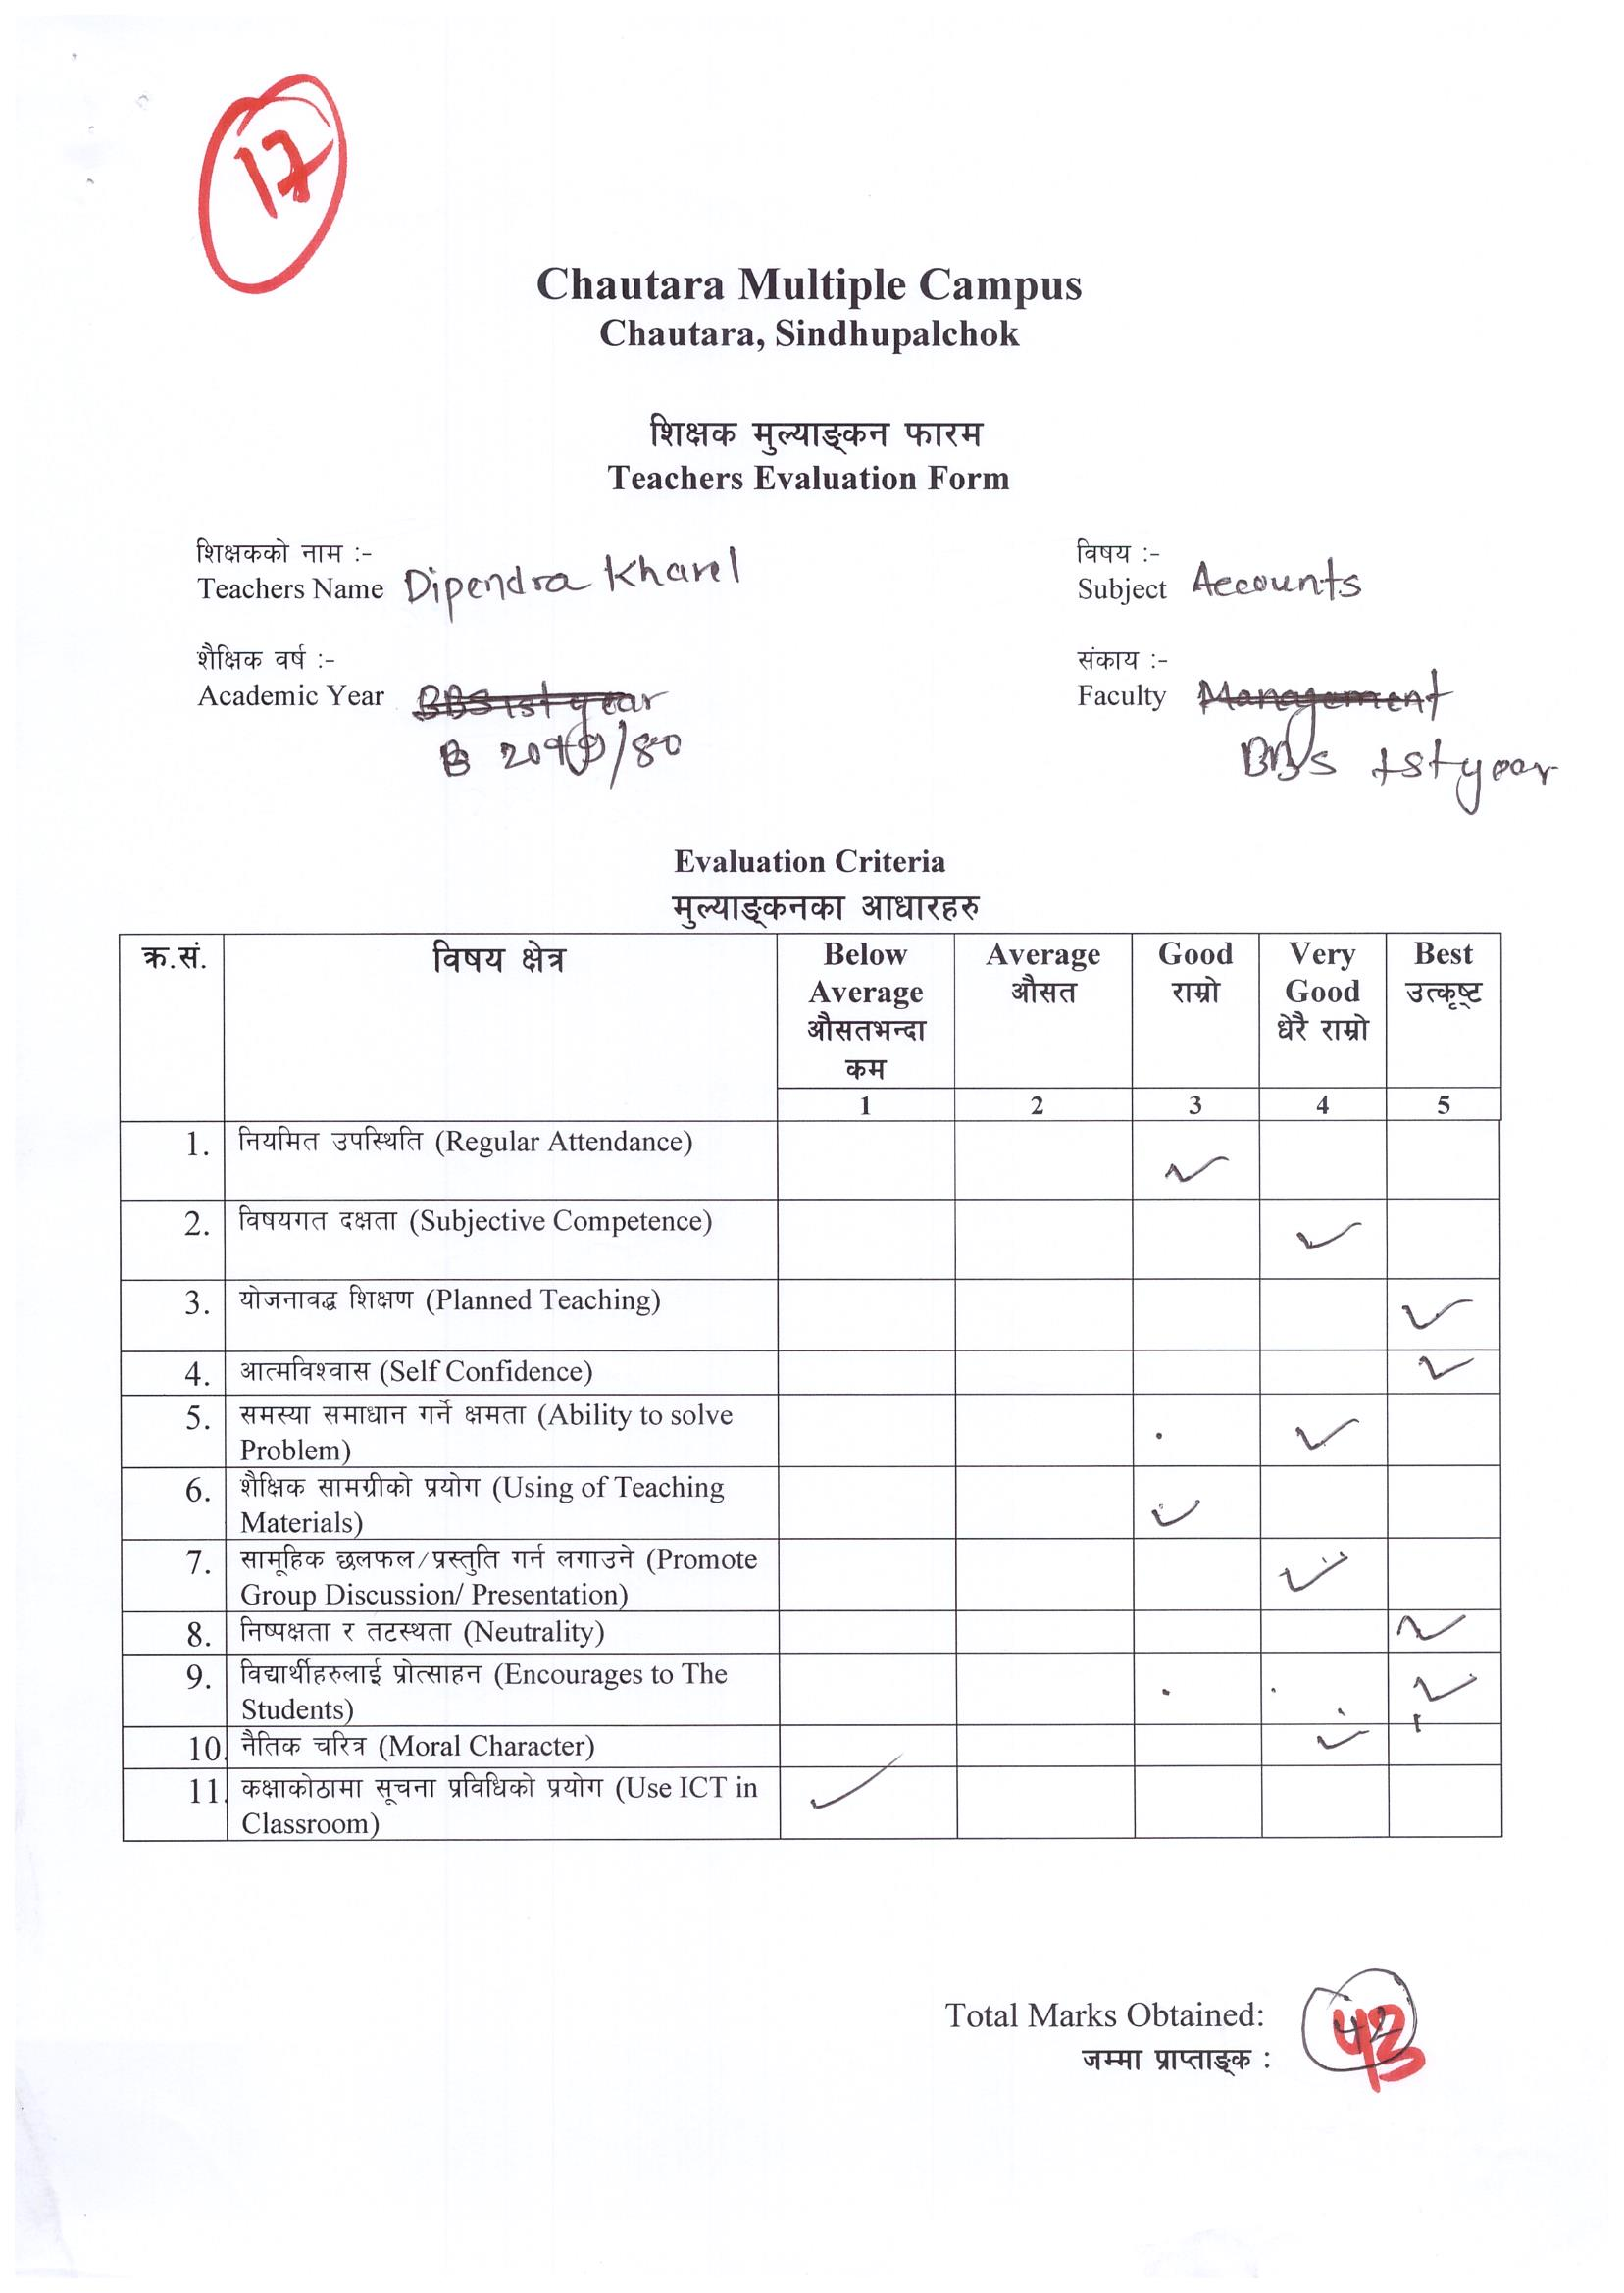 17
Chautara Multiple Campus
Chautara, Sindhupalchok
शिक्षक मुल्याङ्कन फारम
Teachers Evaluation Form
शिक्षकको नाम :-
Teachers Name Dipendra Kharel
विषय :-
Subject Accounts
शैक्षिक वर्ष :-
Academic Year BBS 1st year
/80
संकाय :-
Faculty Management
BBS 1st year
Evaluation Criteria
मुल्याङ्कनका आधारहरु
क्र.सं. विषय क्षेत्र Below Average औसतभन्दा कम Average औसत Good राम्रो Very Good धेरै राम्रो Best उत्कृष्ट
1 2 3 4 5
1. नियमित उपस्थिति (Regular Attendance) ✓
2. विषयगत दक्षता (Subjective Competence) ✓
3. योजनावद्ध शिक्षण (Planned Teaching) ✓
4. आत्मविश्वास (Self Confidence) ✓
5. समस्या समाधान गर्ने क्षमता (Ability to solve
Problem) ✓
6. शैक्षिक सामग्रीको प्रयोग (Using of Teaching
Materials) ✓
7. सामूहिक छलफल/प्रस्तुति गर्न लगाउने (Promote
Group Discussion/ Presentation) ✓
8. निष्पक्षता र तटस्थता (Neutrality) ✓
9. विद्यार्थीहरुलाई प्रोत्साहन (Encourages to The
Students) ✓
10. नैतिक चरित्र (Moral Character) ✓
11. कक्षाकोठामा सूचना प्रविधिको प्रयोग (Use ICT in
Classroom) ✓
Total Marks Obtained:
जम्मा प्राप्ताङ्क :